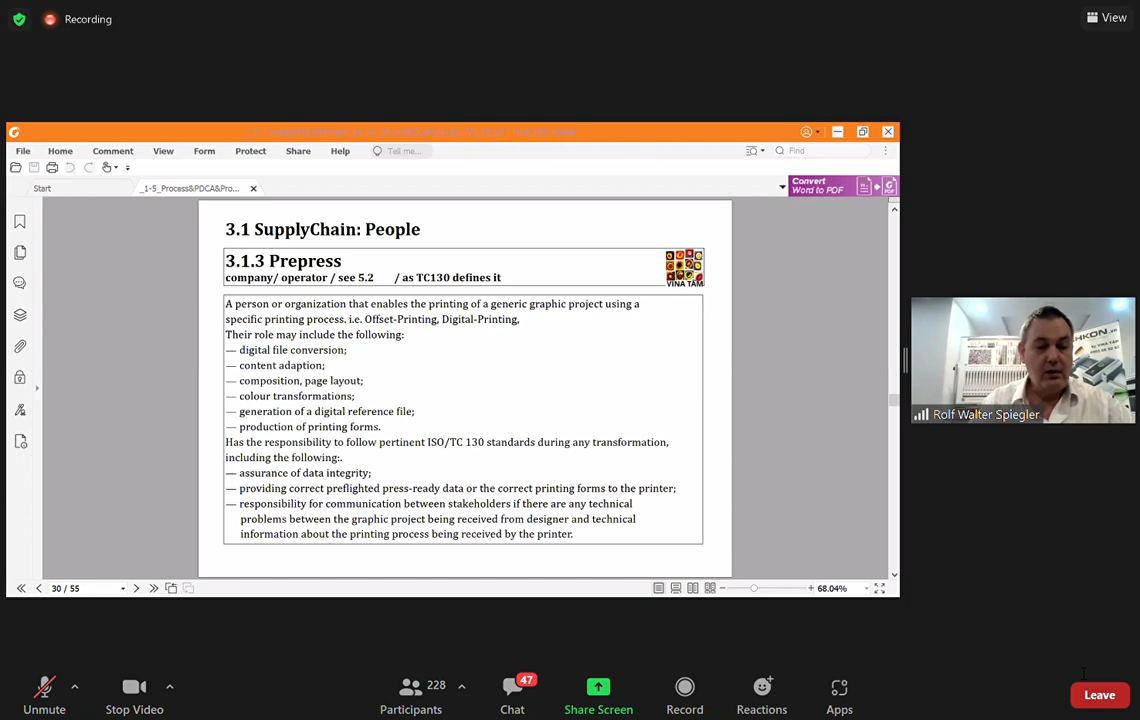 Recording
View
File Home Comment View Form Protect Share Help Tell me... Find
Start _1-5_Process&PDCA&Pro...
Convert
Word to PDF
PDF
3.1 SupplyChain: People
3.1.3 Prepress
company/ operator / see 5.2 / as TC130 defines it
VINA TAM
A person or organization that enables the printing of a generic graphic project using a
specific printing process. i.e. Offset-Printing, Digital-Printing,
Their role may include the following:
— digital file conversion;
— content adaption;
— composition, page layout;
— colour transformations;
— generation of a digital reference file;
— production of printing forms.
Has the responsibility to follow pertinent ISO/TC 130 standards during any transformation,
including the following:.
— assurance of data integrity;
— providing correct preflighted press-ready data or the correct printing forms to the printer;
— responsibility for communication between stakeholders if there are any technical
problems between the graphic project being received from designer and technical
information about the printing process being received by the printer.
Rolf Walter Spiegler
30 / 55
68.04%
228
47
Unmute Stop Video Participants Chat Share Screen Record Reactions Apps Leave